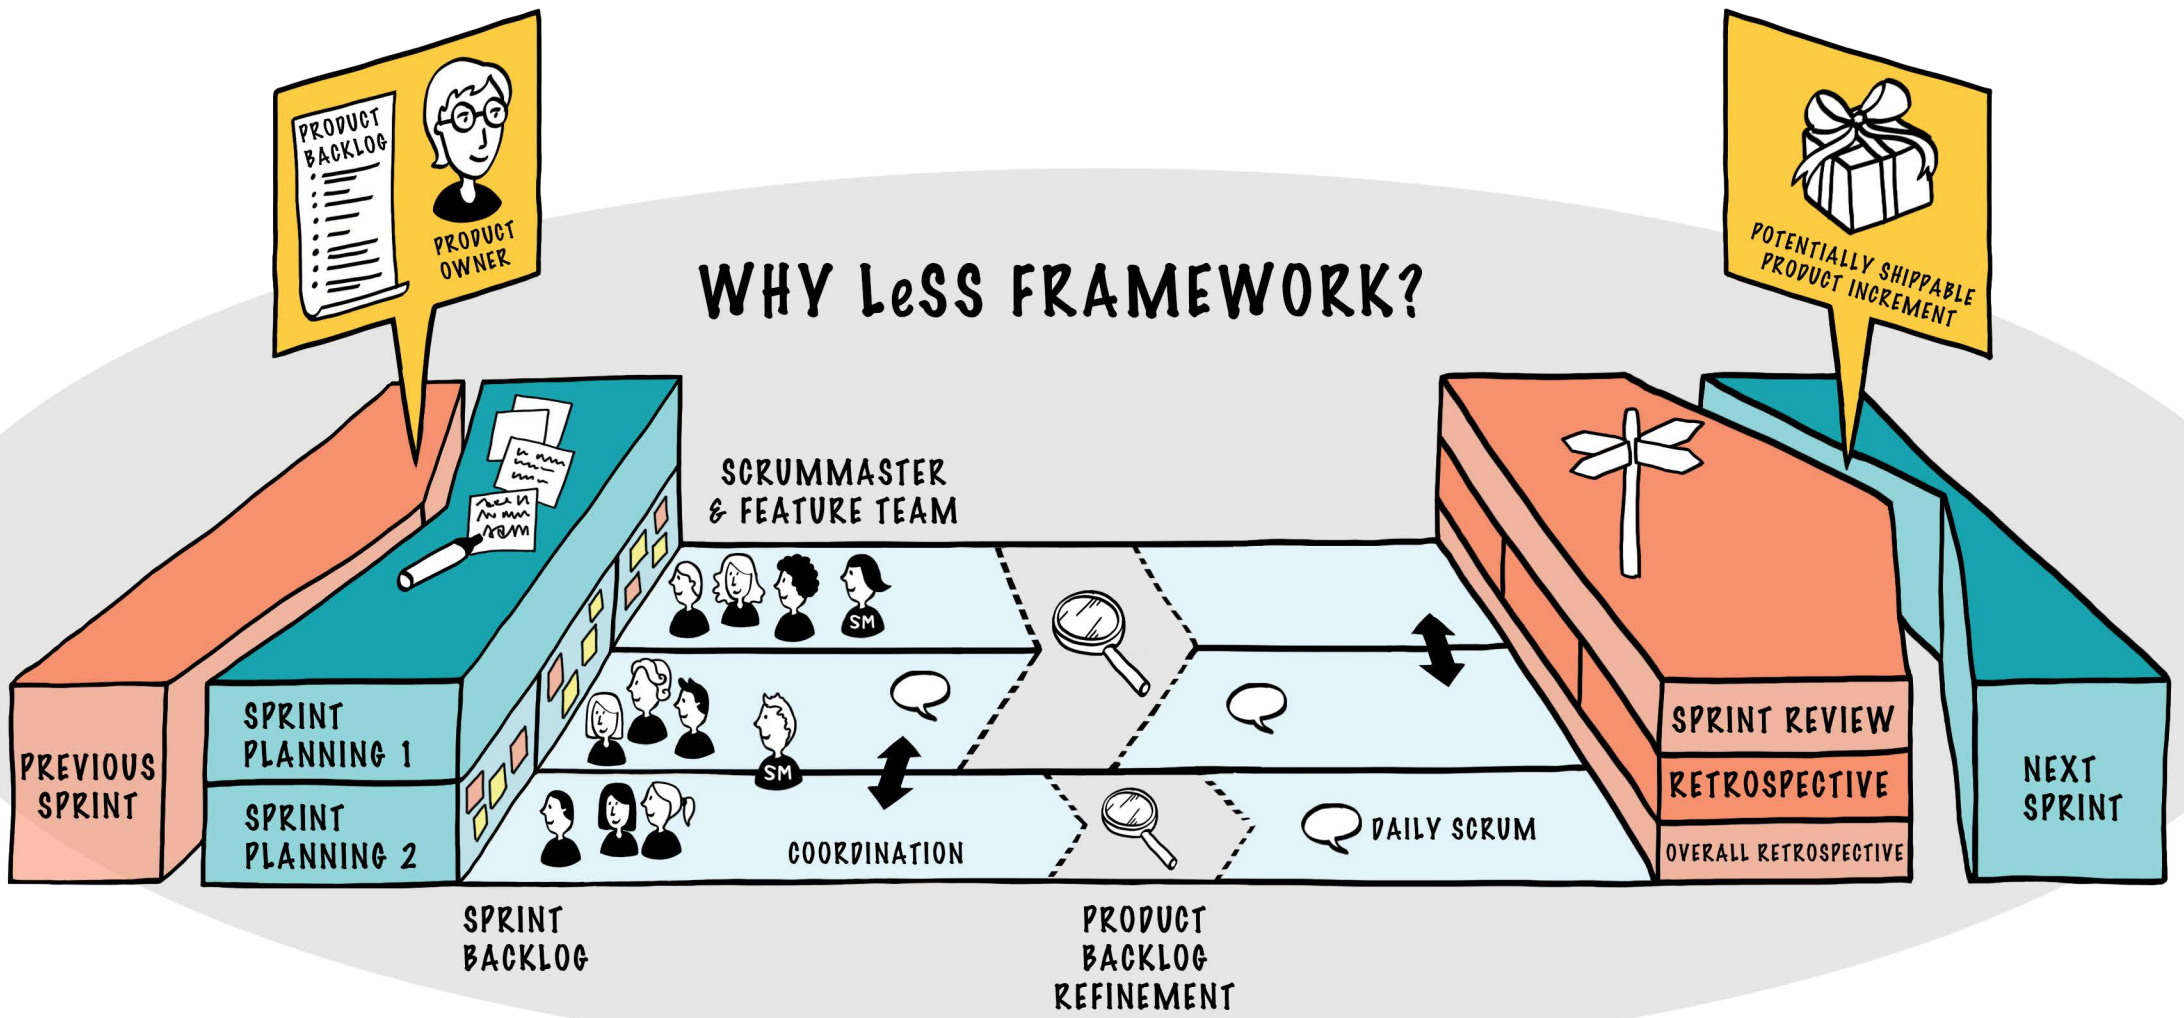 PRODUCT
BACKLOG
PRODUCT
OWNER
WHY LeSS FRAMEWORK?
POTENTIALLY SHIPPABLE
PRODUCT INCREMENT
SCRUMMASTER
& FEATURE TEAM
SM
SM
PREVIOUS
SPRINT
SPRINT
PLANNING 1
SPRINT
PLANNING 2
COORDINATION
DAILY SCRUM
SPRINT REVIEW
RETROSPECTIVE
OVERALL RETROSPECTIVE
NEXT
SPRINT
SPRINT
BACKLOG
PRODUCT
BACKLOG
REFINEMENT